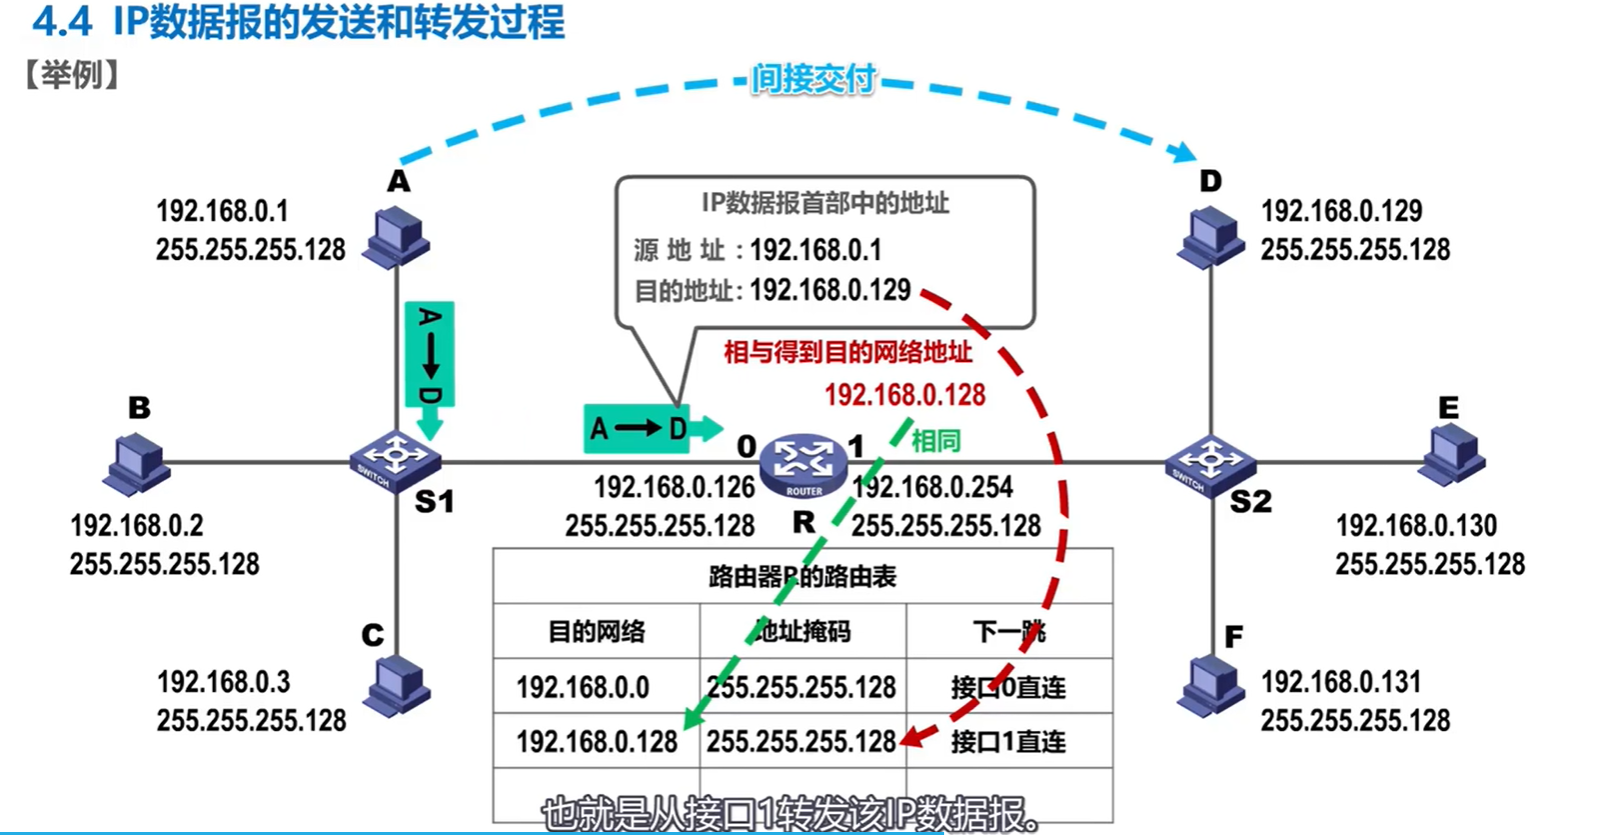 4.4 IP数据报的发送和转发过程
【举例】
间接交付
A
192.168.0.1
255.255.255.128
D
192.168.0.129
255.255.255.128
IP数据报首部中的地址
源地址：192.168.0.1
目的地址：192.168.0.129
A
D
相与得到目的网络地址
192.168.0.128
相同
B
192.168.0.2
255.255.255.128
SWITCH
S1
A
D
0
1
ROUTER
R
192.168.0.126
255.255.255.128
192.168.0.254
255.255.255.128
SWITCH
S2
E
192.168.0.130
255.255.255.128
C
192.168.0.3
255.255.255.128
F
192.168.0.131
255.255.255.128
路由器R的路由表
目的网络 地址掩码 下一跳
192.168.0.0 255.255.255.128 接口0直连
192.168.0.128 255.255.255.128 接口1直连
也就是从接口1转发该IP数据报。